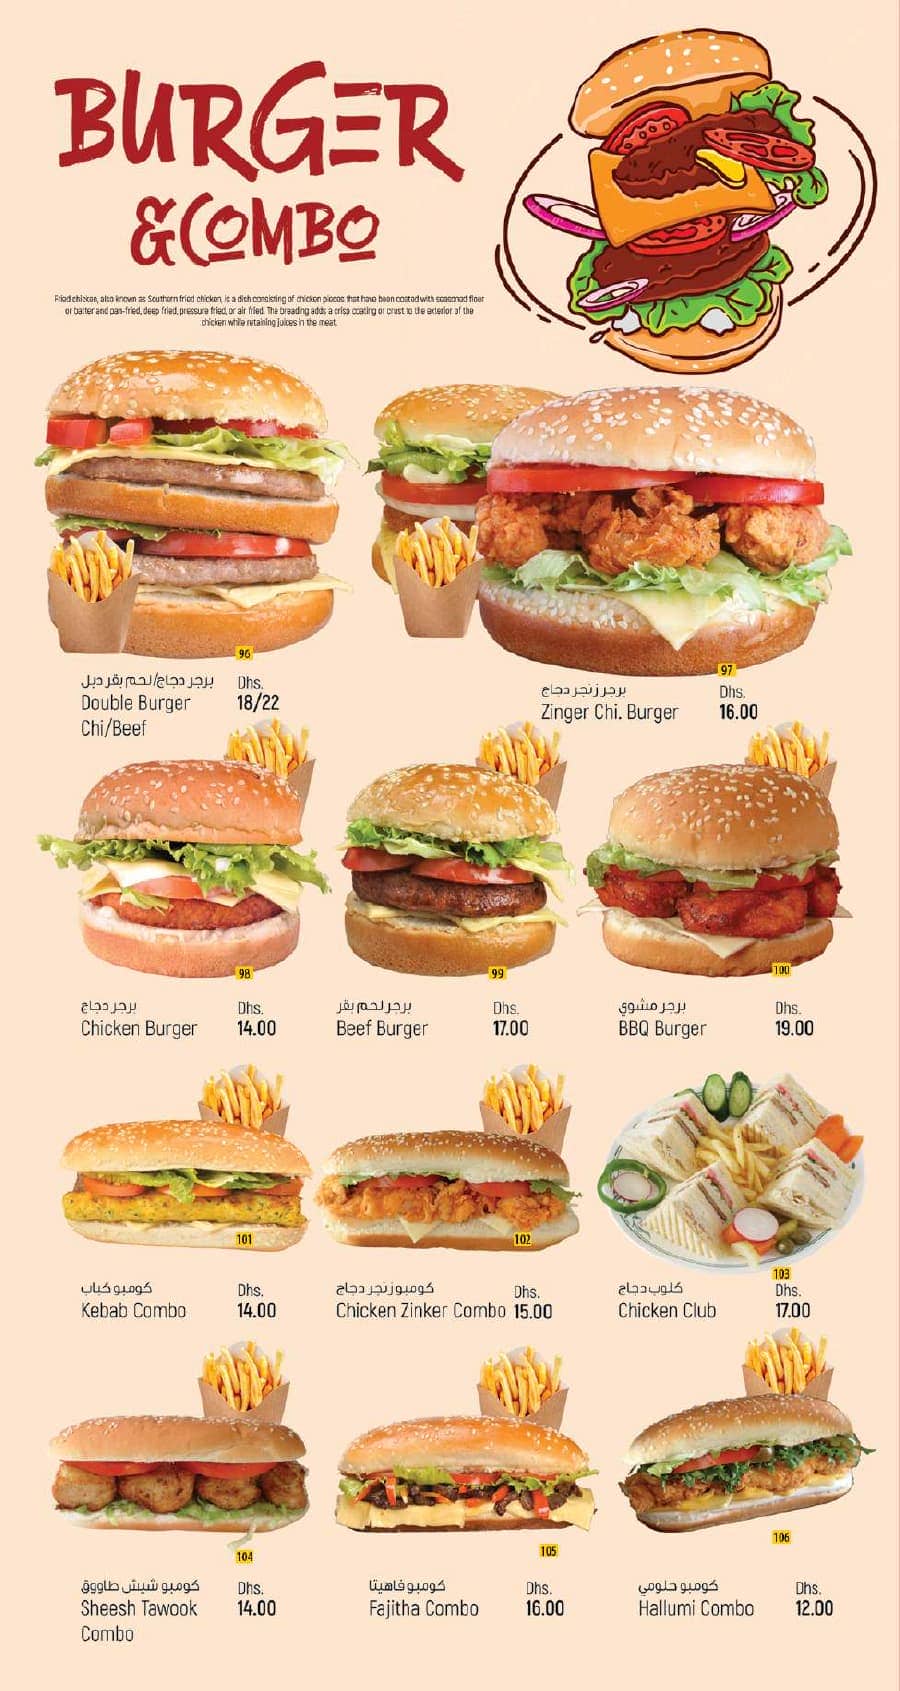 BURGER
&COMBO
Fried chicken, also known as Southern fried chicken, is a dish consisting of chicken pieces that have been coated with seasoned floer
or batter and pan-fried, deep fried, pressure fried, or air fried. The breading adds a crisp coating or crust to the exterior of the
chicken while retaining juices in the meat.
96
برجر دجاج/لحم بقر دبل
Dhs.
Double Burger
18/22
Chi/Beef
97
برجر زنجر دجاج
Dhs.
Zinger Chi. Burger
16.00
98
برجر دجاج
Dhs.
Chicken Burger
14.00
99
برجر لحم بقر
Dhs.
Beef Burger
17.00
100
برجر مشوي
Dhs.
BBQ Burger
19.00
101
كومبو كباب
Dhs.
Kebab Combo
14.00
102
كومبو زنجر دجاج
Dhs.
Chicken Zinker Combo
15.00
103
كلوب دجاج
Dhs.
Chicken Club
17.00
104
كومبو شيش طاووق
Dhs.
Sheesh Tawook
14.00
Combo
105
كومبو فاهيتا
Dhs.
Fajitha Combo
16.00
106
كومبو حلومي
Dhs.
Hallumi Combo
12.00